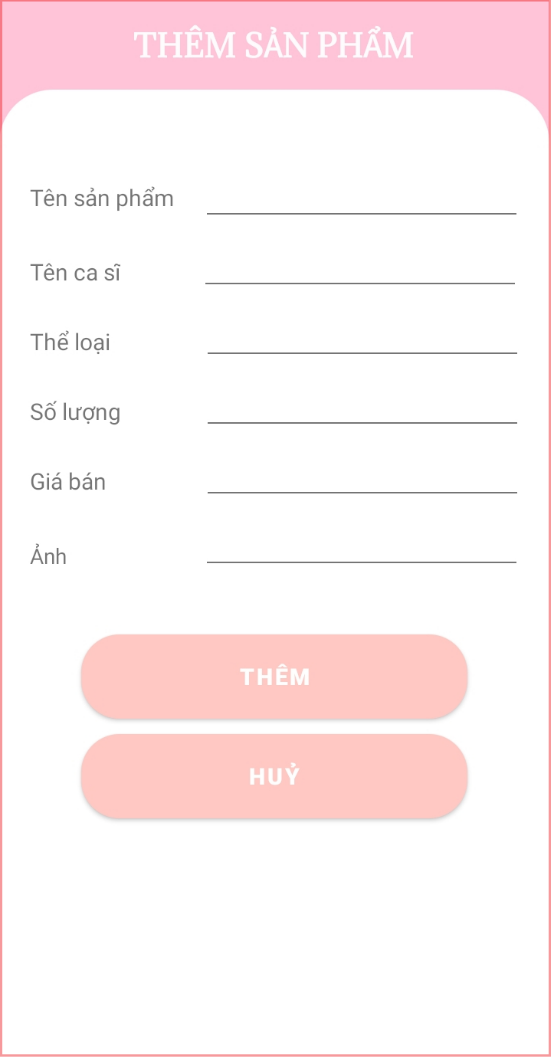 THÊM SẢN PHẨM
Tên sản phẩm
Tên ca sĩ
Thể loại
Số lượng
Giá bán
Ảnh
THÊM
HUỶ